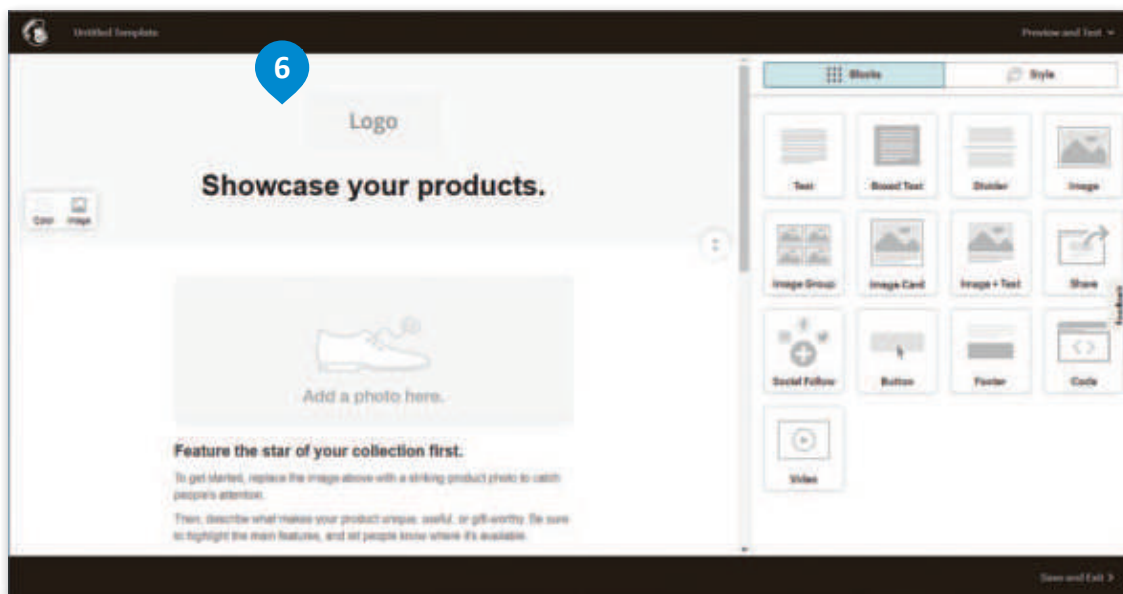 Untitled Template
Preview and Test
6
Logo
Showcase your products.
Color Image
Add a photo here.
Feature the star of your collection first.
To get started, replace the image above with a striking product photo to catch
people's attention.
Then, describe what makes your product unique, useful, or gift-worthy. Be sure
to highlight the main features, and let people know where it's available.
Blocks
Style
Text
Boxed Text
Divider
Image
Image Group
Image Card
Image + Text
Share
Social Follow
Button
Footer
Code
Video
Feedback
Save and Exit